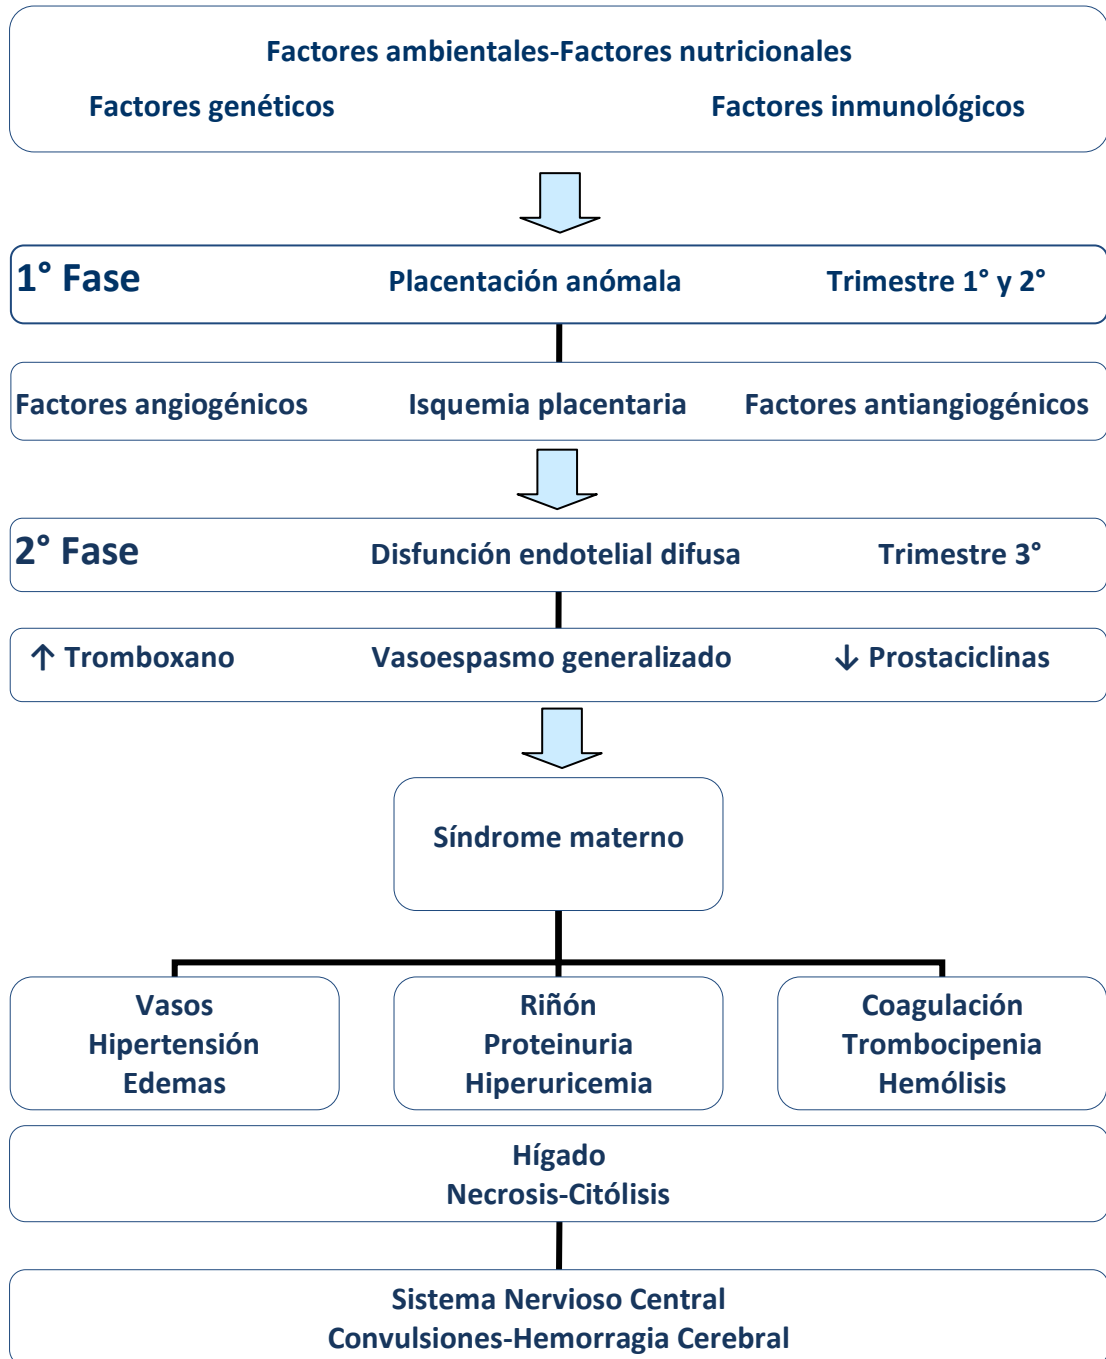 Factores ambientales-Factores nutricionales
Factores genéticos Factores inmunológicos
1° Fase Placentación anómala Trimestre 1° y 2°
Factores angiogénicos Isquemia placentaria Factores antiangiogénicos
2° Fase Disfunción endotelial difusa Trimestre 3°
↑ Tromboxano Vasoespasmo generalizado ↓ Prostaciclinas
Síndrome materno
Vasos
Hipertensión
Edemas
Riñón
Proteinuria
Hiperuricemia
Coagulación
Trombocipenia
Hemólisis
Hígado
Necrosis-Citólisis
Sistema Nervioso Central
Convulsiones-Hemorragia Cerebral